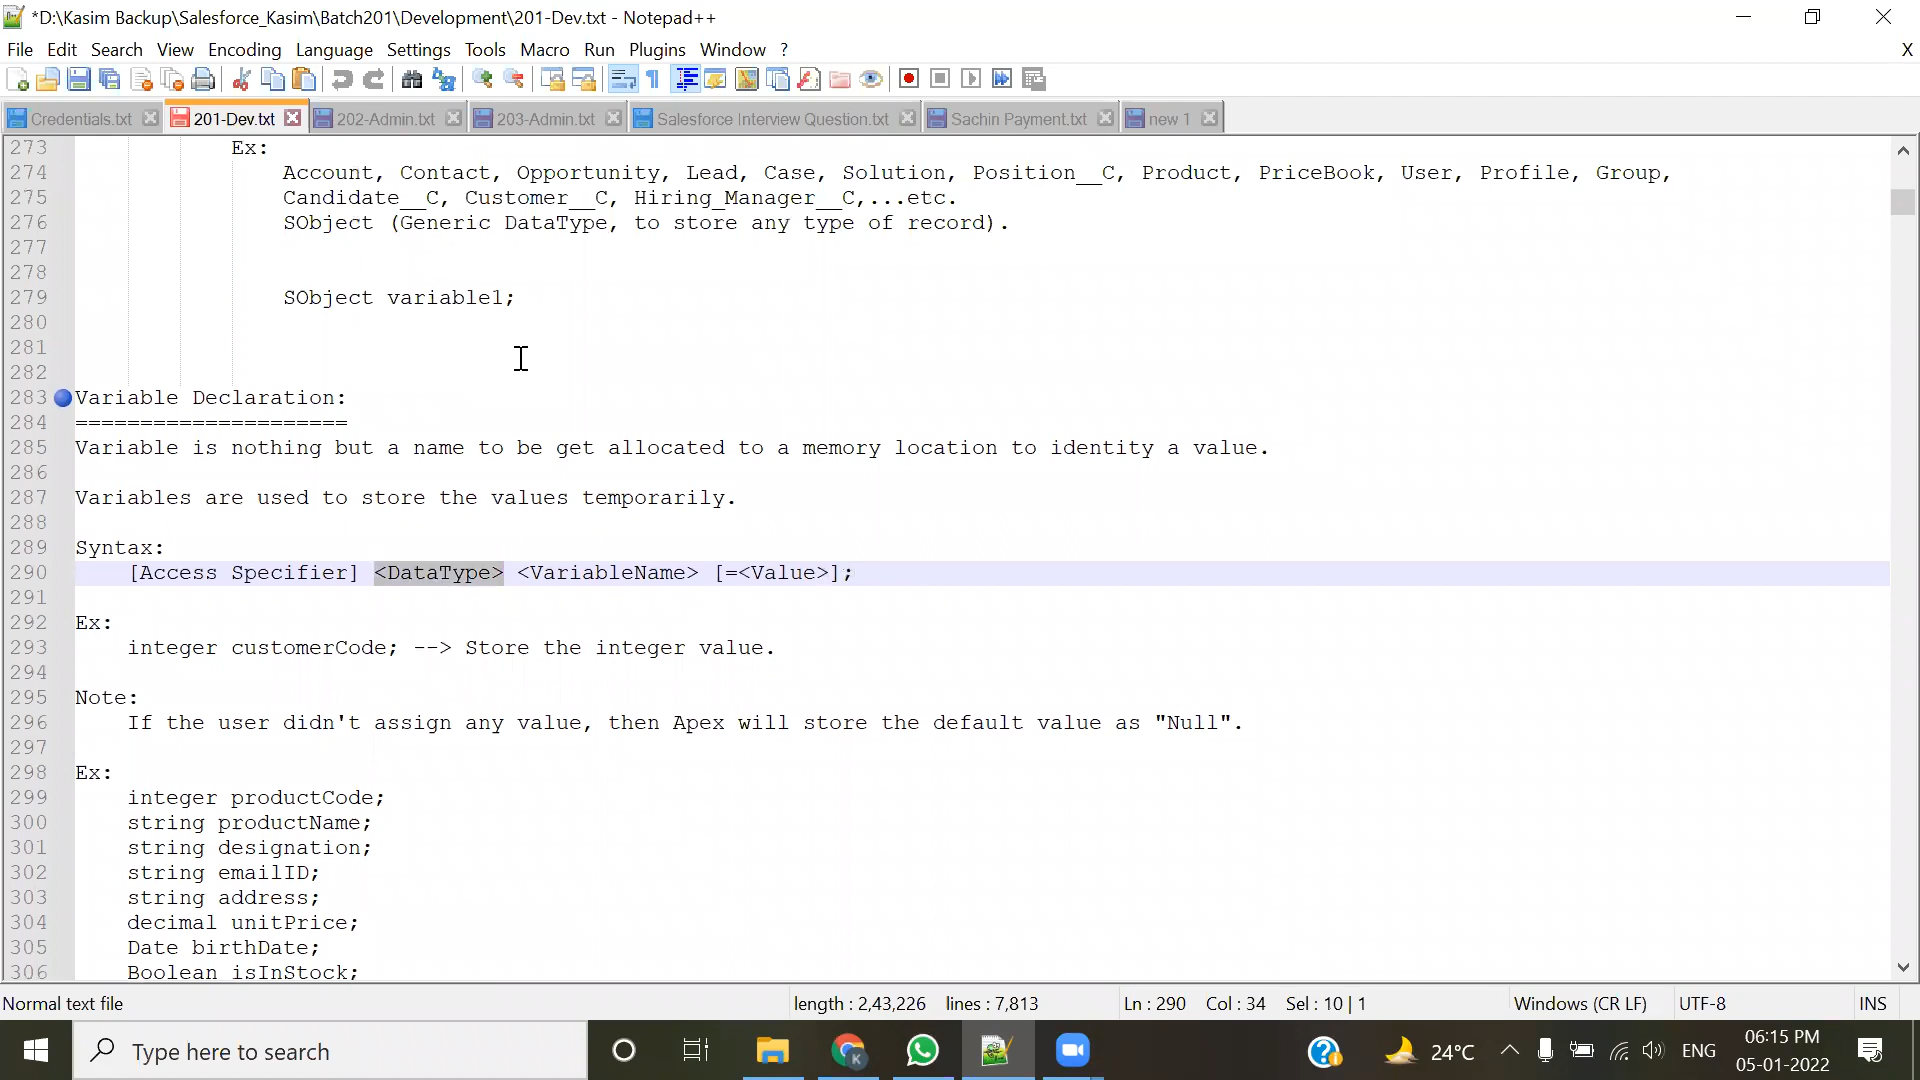 *D:\Kasim Backup\Salesforce_Kasim\Batch201\Development\201-Dev.txt - Notepad++
File Edit Search View Encoding Language Settings Tools Macro Run Plugins Window ? X
Credentials.txt 201-Dev.txt 202-Admin.txt 203-Admin.txt Salesforce Interview Question.txt Sachin Payment.txt new 1
273 Ex:
274 Account, Contact, Opportunity, Lead, Case, Solution, Position__C, Product, PriceBook, User, Profile, Group,
275 Candidate__C, Customer__C, Hiring_Manager__C,...etc.
276 SObject (Generic DataType, to store any type of record).
277
278
279 SObject variable1;
280
281
282
283 Variable Declaration:
284 =====================
285 Variable is nothing but a name to be get allocated to a memory location to identity a value.
286
287 Variables are used to store the values temporarily.
288
289 Syntax:
290 [Access Specifier] <DataType> <VariableName> [=<Value>];
291
292 Ex:
293 integer customerCode; --> Store the integer value.
294
295 Note:
296 If the user didn't assign any value, then Apex will store the default value as "Null".
297
298 Ex:
299 integer productCode;
300 string productName;
301 string designation;
302 string emailID;
303 string address;
304 decimal unitPrice;
305 Date birthDate;
306 Boolean isInStock;
Normal text file length : 2,43,226 lines : 7,813 Ln : 290 Col : 34 Sel : 10 | 1 Windows (CR LF) UTF-8 INS
Type here to search 24°C ENG 06:15 PM
05-01-2022